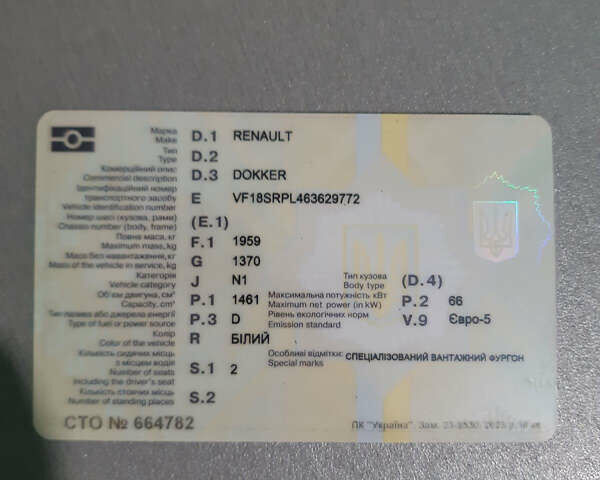 Марка D.1 RENAULT
Make
Тип D.2
Type
Комерційний опис D.3 DOKKER
Commercial description
Ідентифікаційний номер
транспортного засобу E VF18SRPL463629772
Vehicle identification number
Номер шасі (кузова, рами) (E.1)
Chassis number (body, frame)
Повна маса, кг F.1 1959
Maximum mass, kg
Маса без навантаження, кг G 1370
Mass of the vehicle in service, kg
Категорія J N1 Тип кузова (D.4)
Vehicle category Body type
Об'єм двигуна, см³ P.1 1461 Максимальна потужність кВт P.2 66
Capacity, cm³ Maximum net power (in kW)
Тип палива або джерела енергії P.3 D Рівень екологічних норм V.9 Євро-5
Type of fuel or power source Emission standard
Колір R БІЛИЙ
Color of the vehicle
Кількість сидячих місць Особливі відмітки: СПЕЦІАЛІЗОВАНИЙ ВАНТАЖНИЙ ФУРГОН
з місцем водія S.1 2 Special marks
Number of seats
including the driver's seat
Кількість стоячих місць S.2
Number of standing places
СТО № 664782
ПК "Україна". Зам. 2023 р.